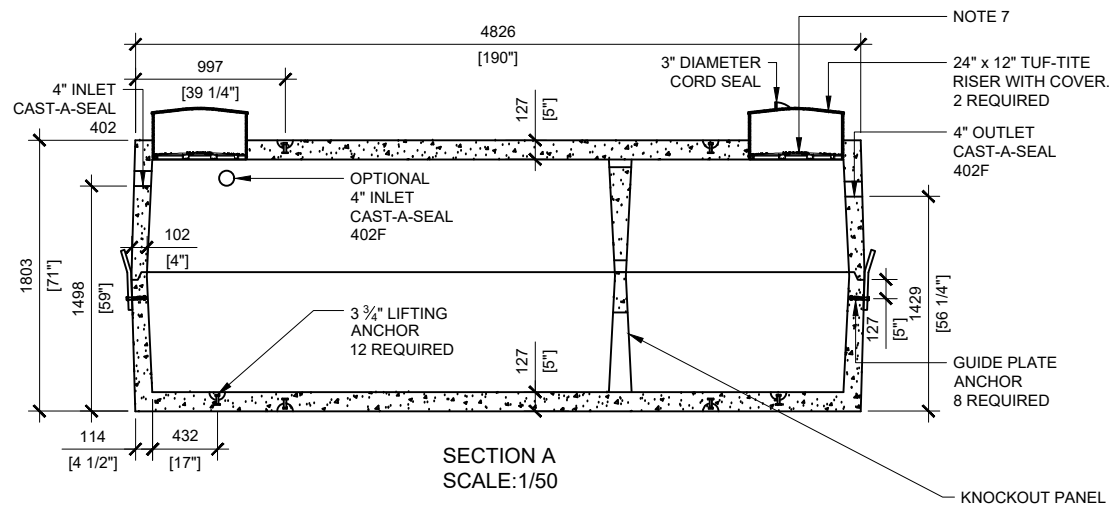 4826
[190"]
NOTE 7
997
[39 1/4"]
3" DIAMETER
CORD SEAL
24" x 12" TUF-TITE
RISER WITH COVER.
2 REQUIRED
4" INLET
CAST-A-SEAL
402
127
[5"]
4" OUTLET
CAST-A-SEAL
402F
OPTIONAL
4" INLET
CAST-A-SEAL
402F
102
[4"]
1803
[71"]
1498
[59"]
1429
[56 1/4"]
127
[5"]
3 3⁄4" LIFTING
ANCHOR
12 REQUIRED
127
[5"]
GUIDE PLATE
ANCHOR
8 REQUIRED
114
[4 1/2"]
432
[17"]
SECTION A
SCALE:1/50
KNOCKOUT PANEL